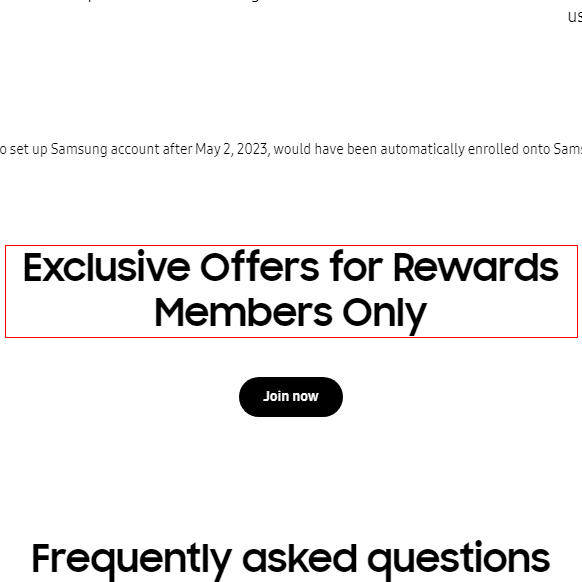 us
o set up Samsung account after May 2, 2023, would have been automatically enrolled onto Sams
Exclusive Offers for Rewards
Members Only
Join now
Frequently asked questions